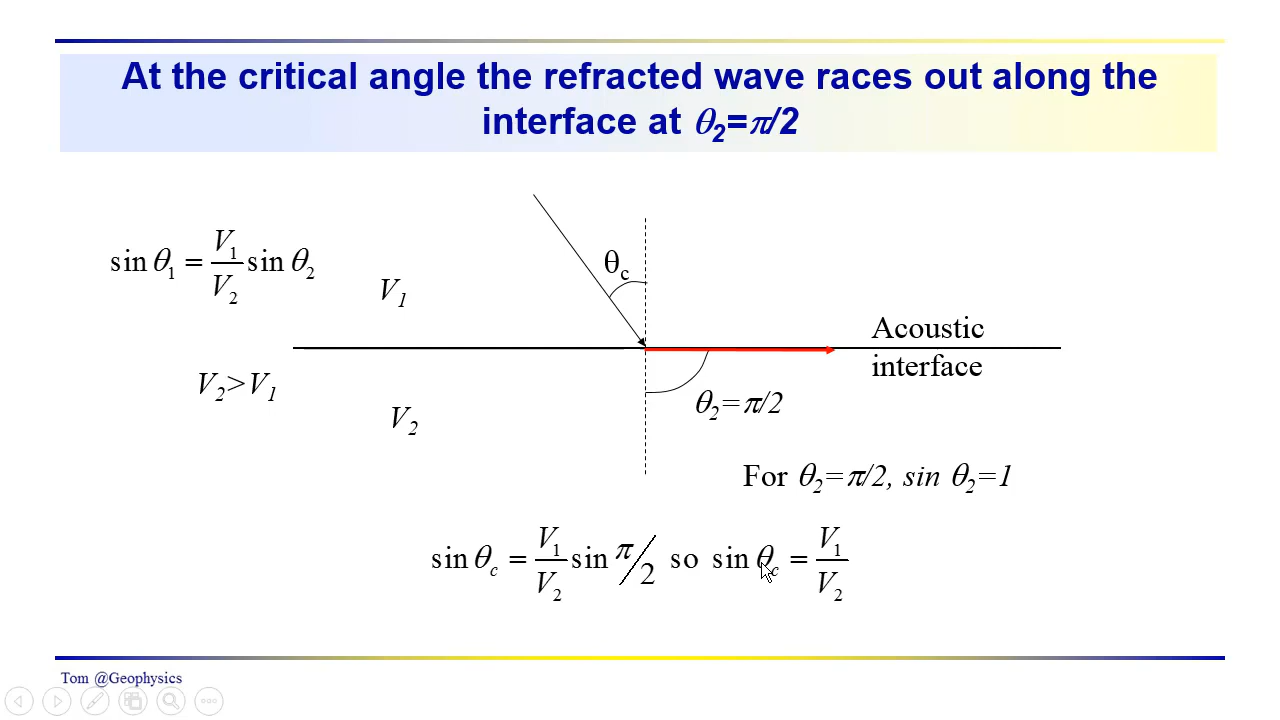 At the critical angle the refracted wave races out along the
interface at θ₂=π/2
sin θ₁ = V₁/V₂ sin θ₂
V₁
θc
Acoustic
interface
V₂>V₁
V₂
θ₂=π/2
For θ₂=π/2, sin θ₂=1
sin θc = V₁/V₂ sin π/2 so sin θc = V₁/V₂
Tom @Geophysics